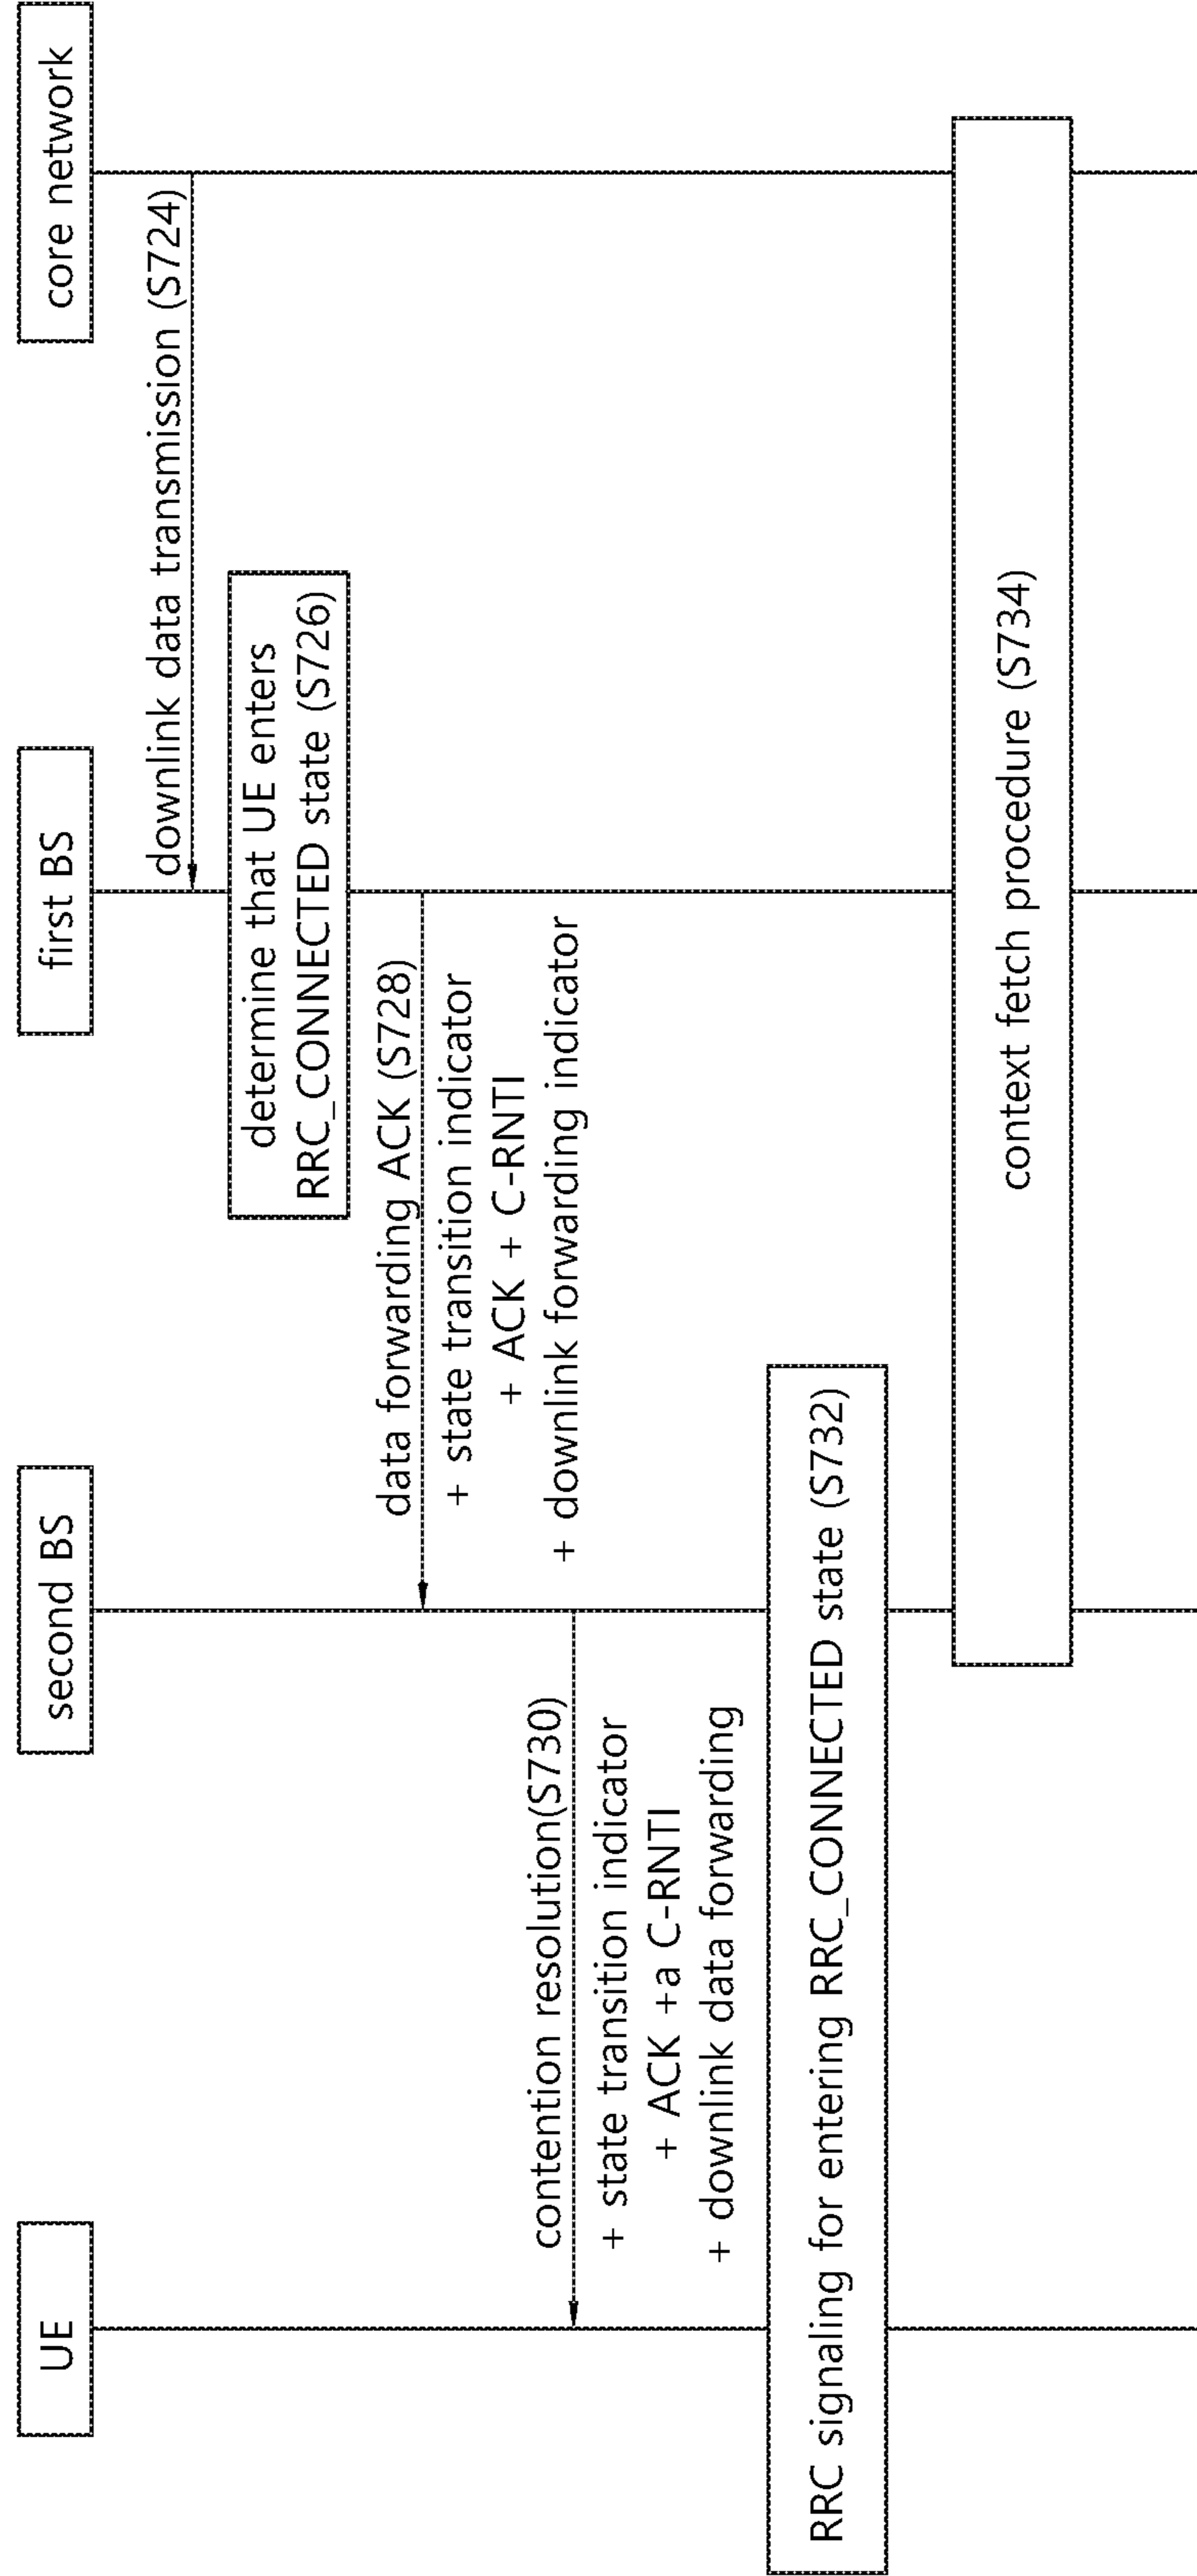 UE
second BS
first BS
core network
downlink data transmission (S724)
determine that UE enters
RRC_CONNECTED state (S726)
data forwarding ACK (S728)
+ state transition indicator
+ ACK + C-RNTI
+ downlink forwarding indicator
contention resolution(S730)
+ state transition indicator
+ ACK +a C-RNTI
+ downlink data forwarding
RRC signaling for entering RRC_CONNECTED state (S732)
context fetch procedure (S734)